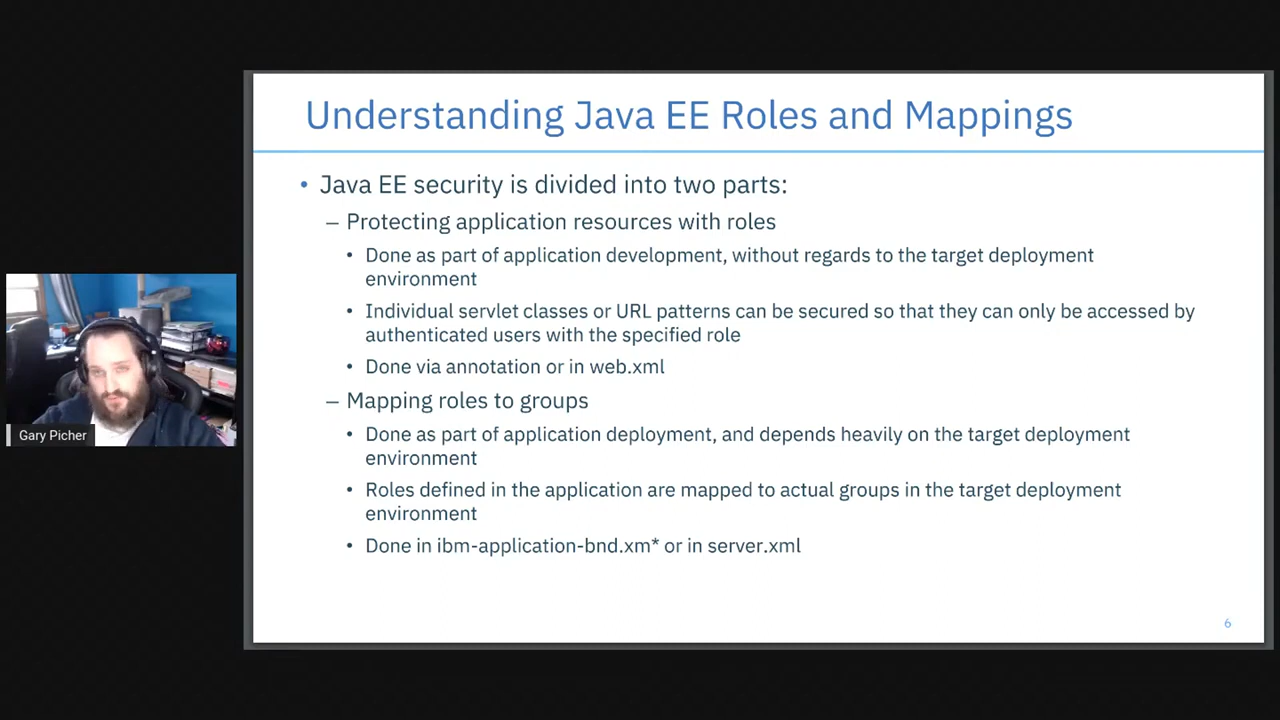 Understanding Java EE Roles and Mappings
• Java EE security is divided into two parts:
– Protecting application resources with roles
• Done as part of application development, without regards to the target deployment
environment
• Individual servlet classes or URL patterns can be secured so that they can only be accessed by
authenticated users with the specified role
• Done via annotation or in web.xml
– Mapping roles to groups
• Done as part of application deployment, and depends heavily on the target deployment
environment
• Roles defined in the application are mapped to actual groups in the target deployment
environment
• Done in ibm-application-bnd.xm* or in server.xml
6
Gary Picher